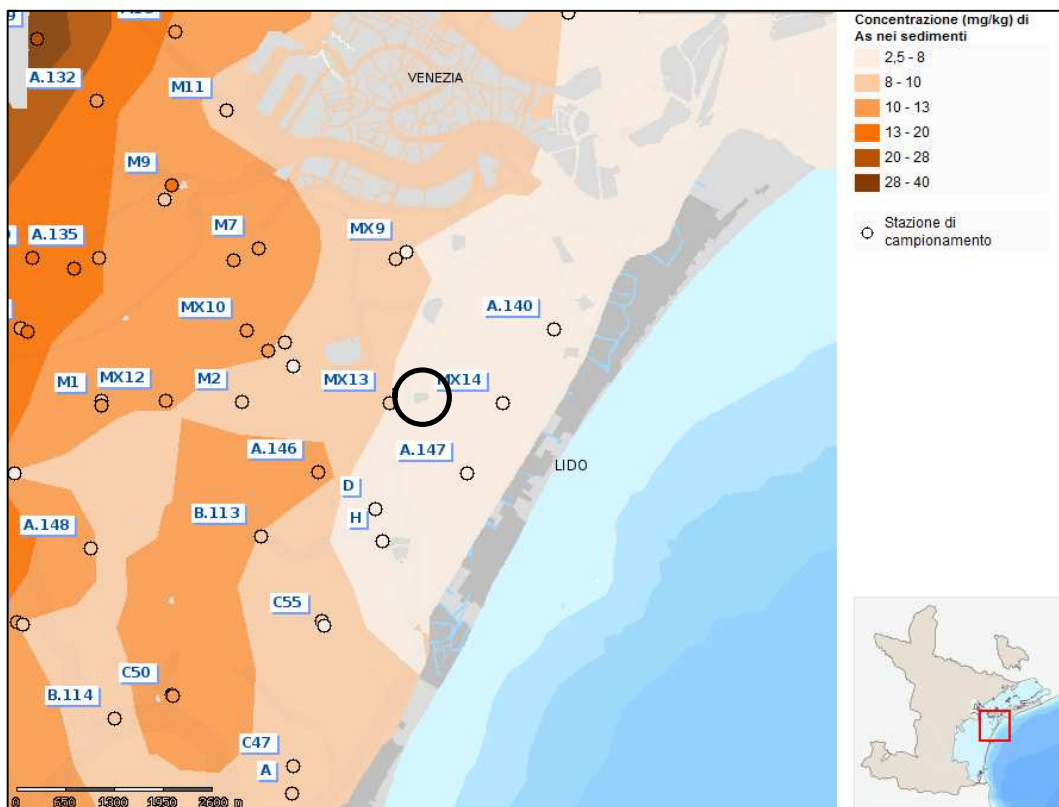 A.132
M11
VENEZIA
M9
M7
MX9
A.135
MX10
A.140
M1
MX12
M2
MX13
MX14
A.146
A.147
LIDO
D
H
B.113
A.148
C55
C50
B.114
C47
A
0 650 1300 1950 2600 m
Concentrazione (mg/kg) di
As nei sedimenti
2,5 - 8
8 - 10
10 - 13
13 - 20
20 - 28
28 - 40
Stazione di
campionamento